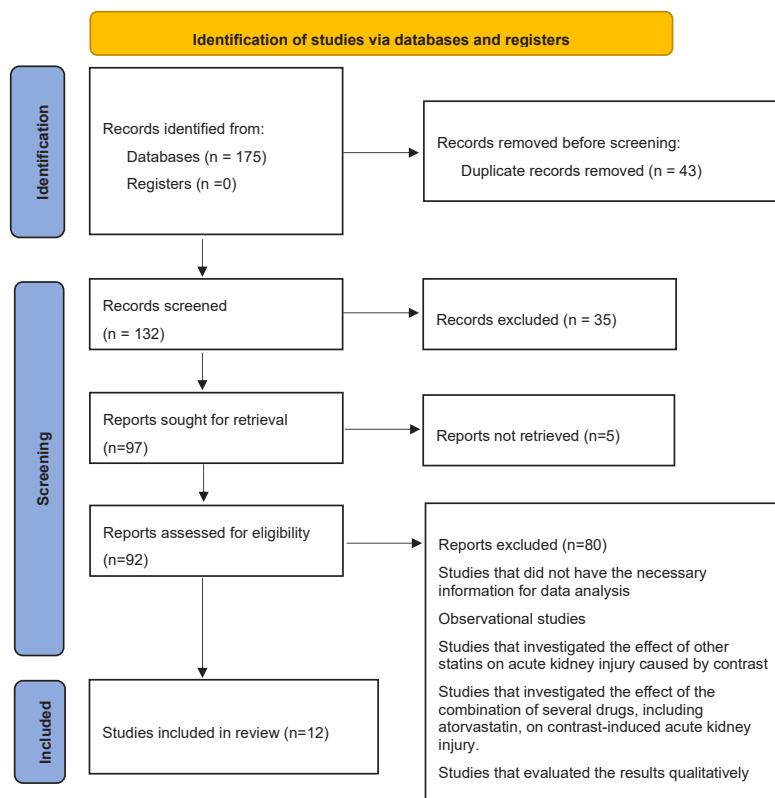 Identification of studies via databases and registers
Identification
Records identified from:
Databases (n = 175)
Registers (n =0)
Records removed before screening:
Duplicate records removed (n = 43)
Screening
Records screened
(n = 132)
Records excluded (n = 35)
Reports sought for retrieval
(n=97)
Reports not retrieved (n=5)
Reports assessed for eligibility
(n=92)
Reports excluded (n=80)
Studies that did not have the necessary
information for data analysis
Observational studies
Studies that investigated the effect of other
statins on acute kidney injury caused by contrast
Studies that investigated the effect of the
combination of several drugs, including
atorvastatin, on contrast-induced acute kidney
injury.
Studies that evaluated the results qualitatively
Included
Studies included in review (n=12)